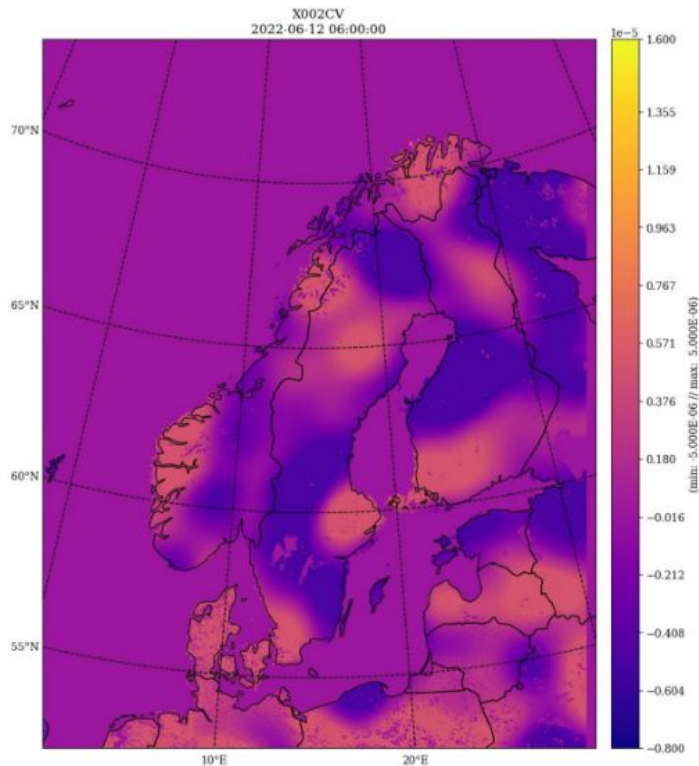 X002CV
2022-06-12 06:00:00
1e-5
1.600
1.355
1.159
0.963
0.767
0.571
0.376
0.180
-0.016
-0.212
-0.408
-0.604
-0.800
(min: -5.000E-06 // max: 5.000E-06)
70°N
65°N
60°N
55°N
10°E
20°E